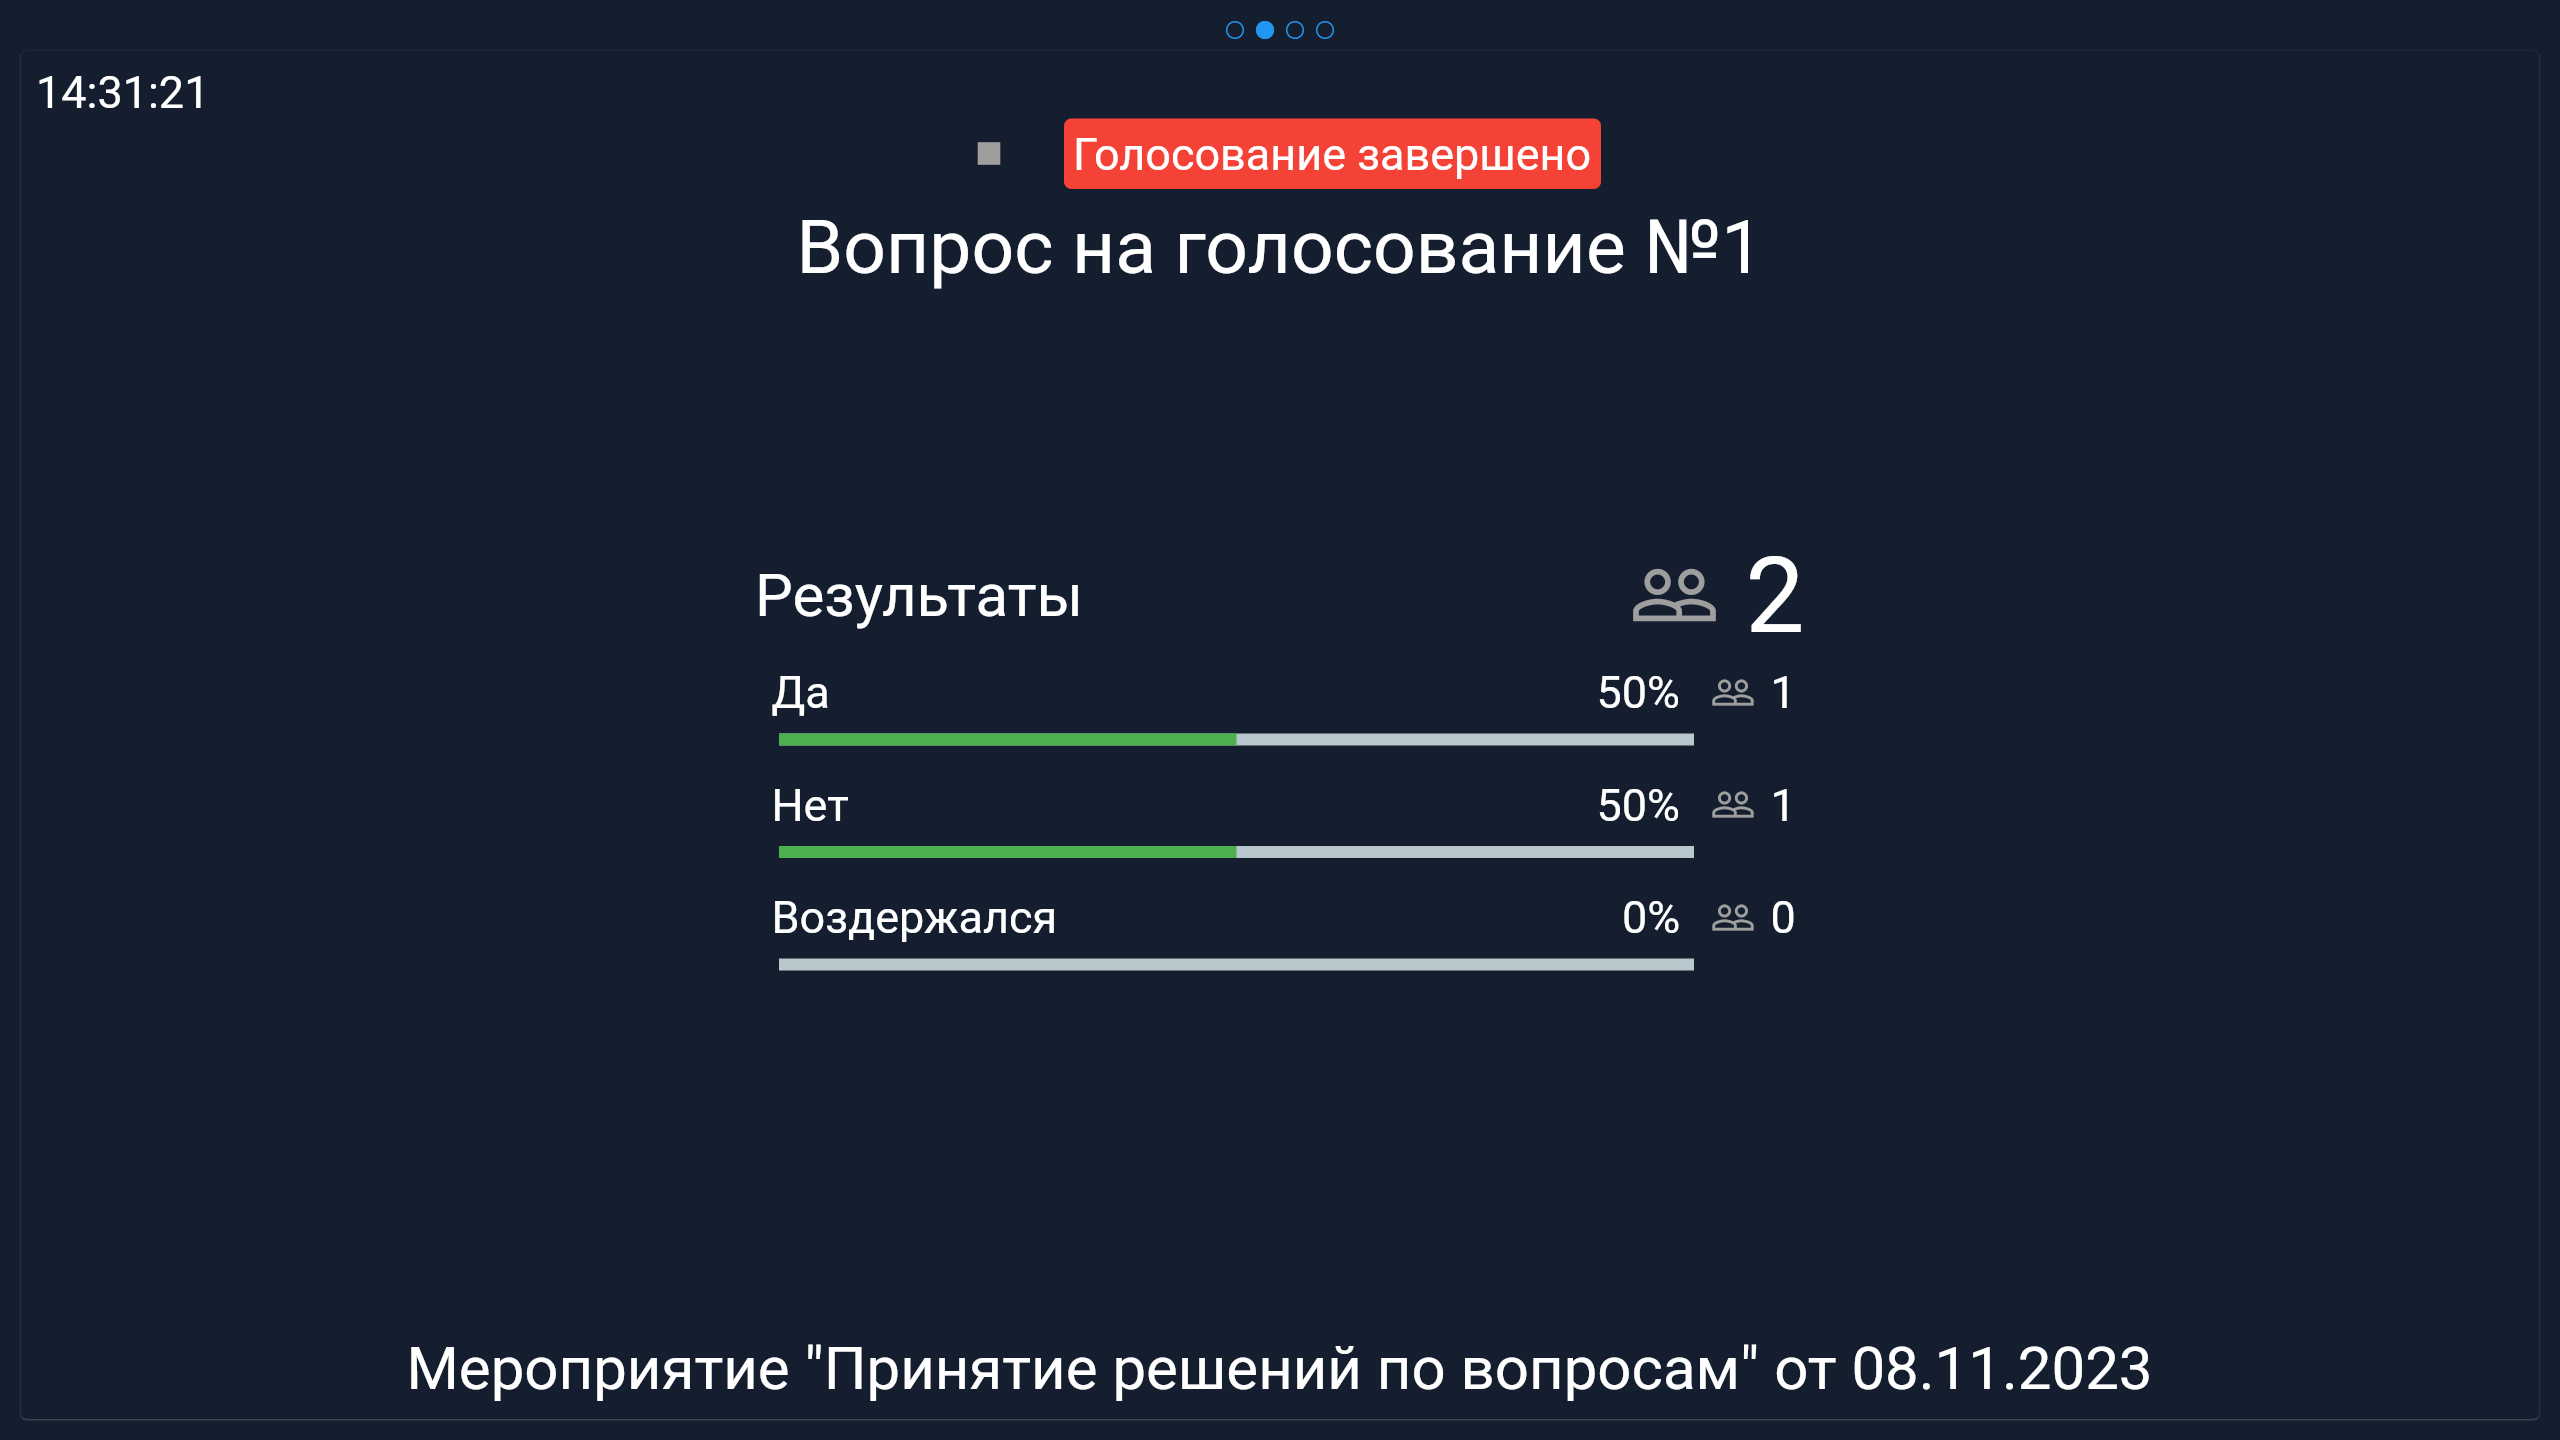 14:31:21
Голосование завершено
Вопрос на голосование №1
Результаты 2
Да 50% 1
Нет 50% 1
Воздержался 0% 0
Мероприятие "Принятие решений по вопросам" от 08.11.2023